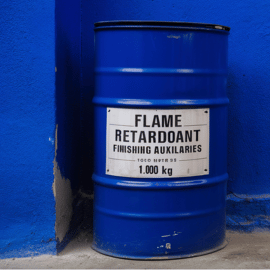 FLAME
RETARDOANT
FINISHING AUXILARIES
1.000 kg